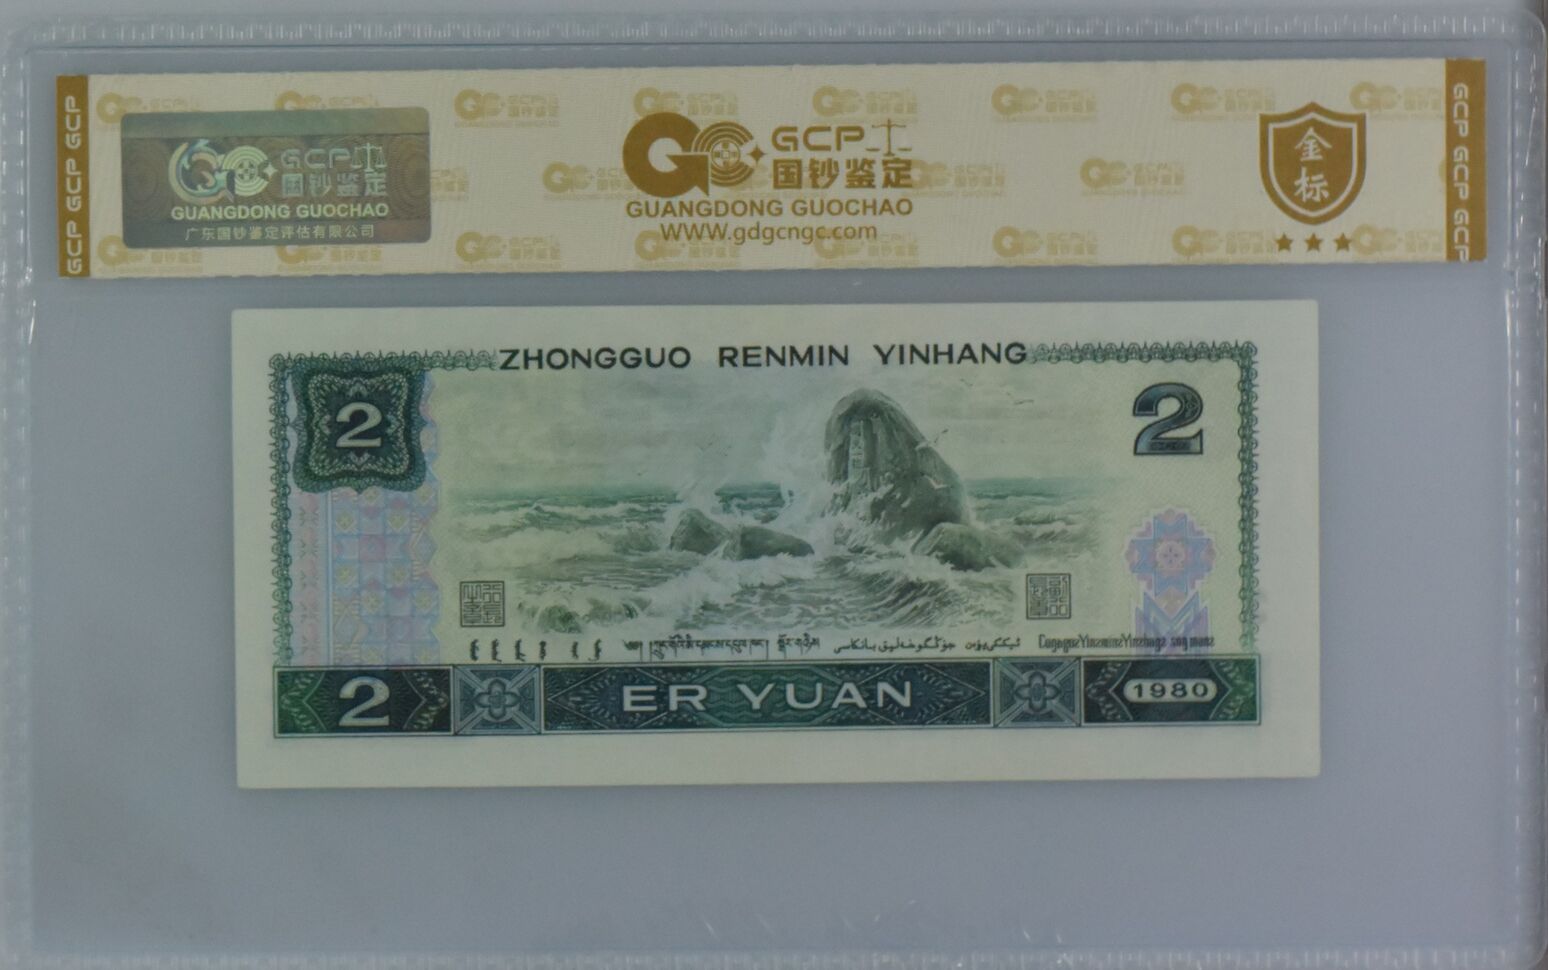 GCP GCP GCP
GCP 国钞鉴定
GUANGDONG GUOCHAO
广东国钞鉴定评估有限公司
GCP 国钞鉴定
GUANGDONG GUOCHAO
WWW.gdgcngc.com
金标
GCP GCP GCP
ZHONGGUO RENMIN YINHANG
2
2
2
ER YUAN
1980